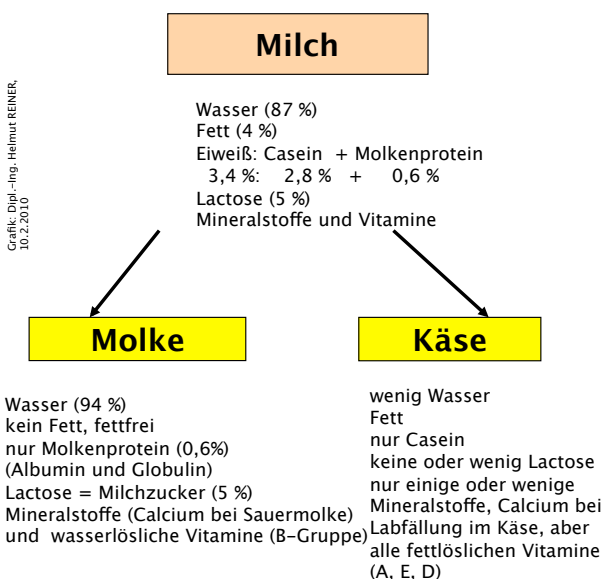 Grafik: Dipl.-Ing. Helmut REINER,
10.2.2010
Milch
Wasser (87 %)
Fett (4 %)
Eiweiß: Casein + Molkenprotein
3,4 %: 2,8 % + 0,6 %
Lactose (5 %)
Mineralstoffe und Vitamine
Molke
Wasser (94 %)
kein Fett, fettfrei
nur Molkenprotein (0,6%)
(Albumin und Globulin)
Lactose = Milchzucker (5 %)
Mineralstoffe (Calcium bei Sauermolke)
und wasserlösliche Vitamine (B-Gruppe)
Käse
wenig Wasser
Fett
nur Casein
keine oder wenig Lactose
nur einige oder wenige
Mineralstoffe, Calcium bei
Labfällung im Käse, aber
alle fettlöslichen Vitamine
(A, E, D)